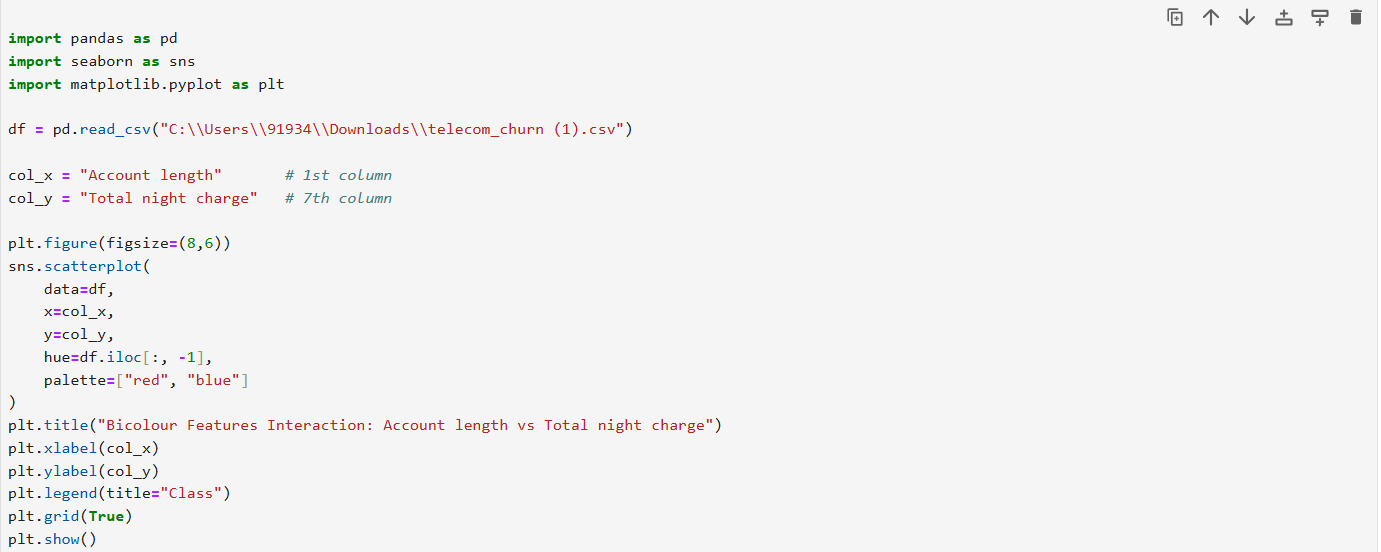 import pandas as pd
import seaborn as sns
import matplotlib.pyplot as plt

df = pd.read_csv("C:\\Users\\91934\\Downloads\\telecom_churn (1).csv")

col_x = "Account length"       # 1st column
col_y = "Total night charge"   # 7th column

plt.figure(figsize=(8,6))
sns.scatterplot(
    data=df,
    x=col_x,
    y=col_y,
    hue=df.iloc[:, -1],
    palette=["red", "blue"]
)
plt.title("Bicolour Features Interaction: Account length vs Total night charge")
plt.xlabel(col_x)
plt.ylabel(col_y)
plt.legend(title="Class")
plt.grid(True)
plt.show()